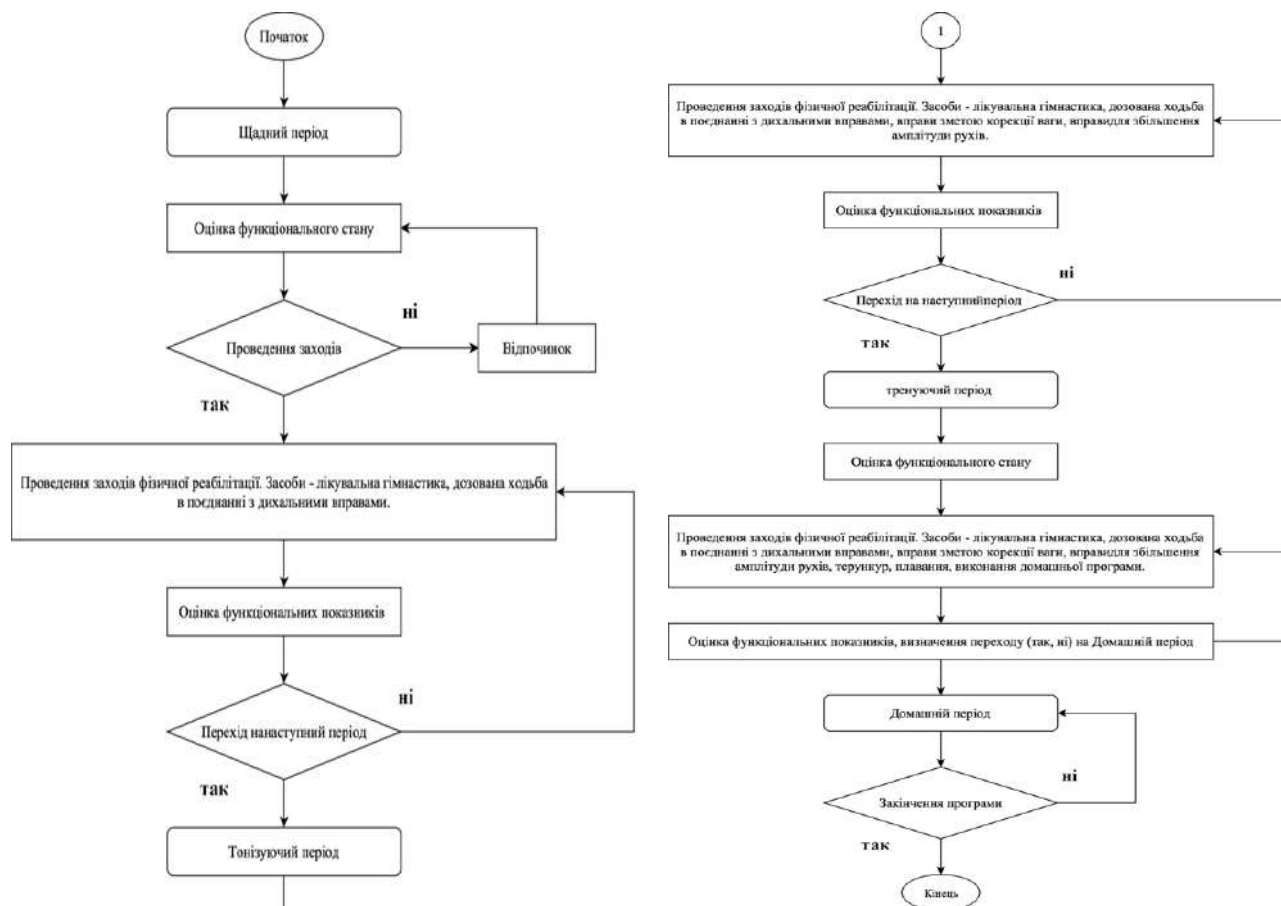 Початок
Щадний період
Оцінка функціонального стану
ні
Проведення заходів
Відпочинок
так
Проведення заходів фізичної реабілітації. Засоби - лікувальна гімнастика, дозована ходьба
в поєднанні з дихальними вправами.
Оцінка функціональних показників
ні
Перехід нанаступний період
так
Тонізуючий період
1
Проведення заходів фізичної реабілітації. Засоби - лікувальна гімнастика, дозована ходьба
в поєднанні з дихальними вправами, вправи зметою корекції ваги, вправидля збільшення
амплітуди рухів.
Оцінка функціональних показників
ні
Перехід на наступнийперіод
так
тренуючий період
Оцінка функціонального стану
Проведення заходів фізичної реабілітації. Засоби - лікувальна гімнастика, дозована ходьба
в поєднанні з дихальними вправами, вправи зметою корекції ваги, вправидля збільшення
амплітуди рухів, терункур, плавання, виконання домашньої програми.
Оцінка функціональних показників, визначення переходу (так, ні) на Домашній період
Домашній період
ні
Закінчення програми
так
Кінець